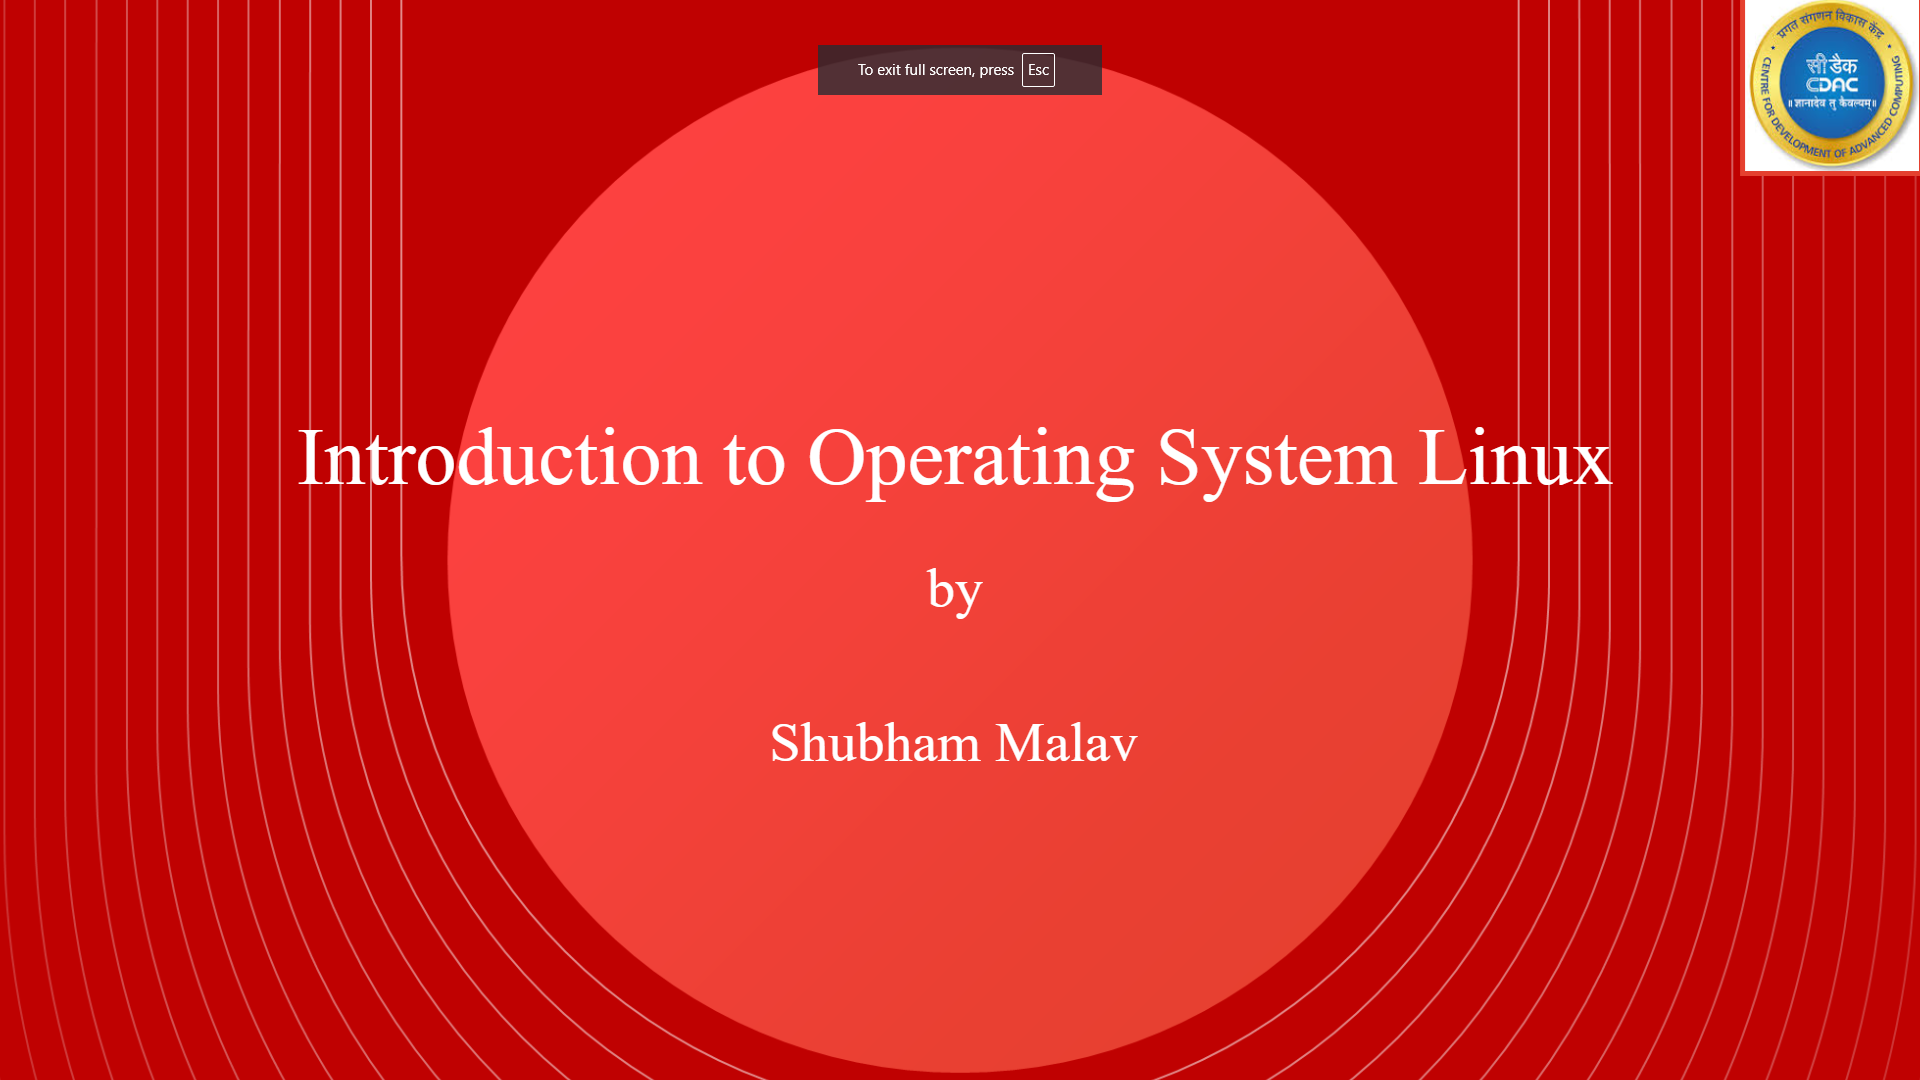 To exit full screen, press Esc
प्रगत संगणन विकास केंद्र
सी डैक
CDAC
॥ ज्ञानादेव तु कैवल्यम् ॥
CENTRE FOR DEVELOPMENT OF ADVANCED COMPUTING
Introduction to Operating System Linux
by
Shubham Malav